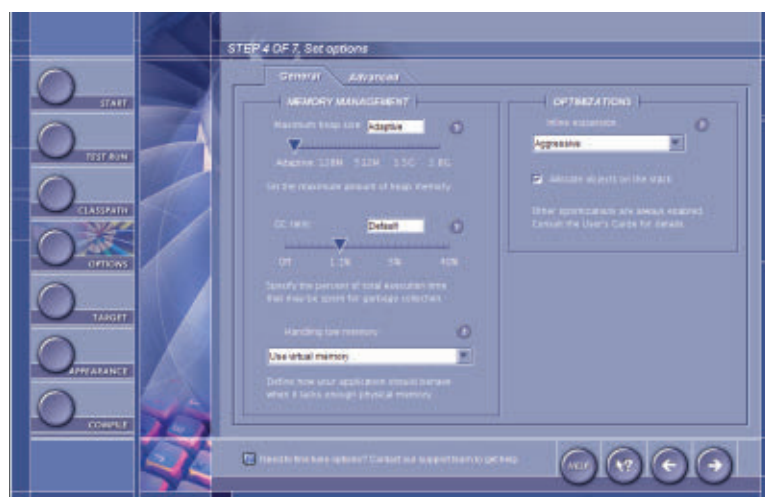 STEP 4 OF 7. Set options
General
Advanced
START
TEST RUN
CLASSPATH
OPTIONS
TARGET
APPEARANCE
COMPILE
MEMORY MANAGEMENT
Maximum heap size:
Adaptive
Adaptive 128M 512M 1.5G
Set the maximum amount of heap memory.
GC ratio:
Default
Off 1.5% 5% 40%
Specify the percent of total execution time
that may be spent for garbage collection.
Handling low memory:
Use virtual memory
Define how your application should behave
when it lacks enough physical memory.
OPTIMIZATIONS
Inline expansion:
Aggressive
Allocate objects on the stack
Other optimizations are always enabled.
Consult the User's Guide for details.
Need to fine tune options? Contact our support team to get help.
HELP